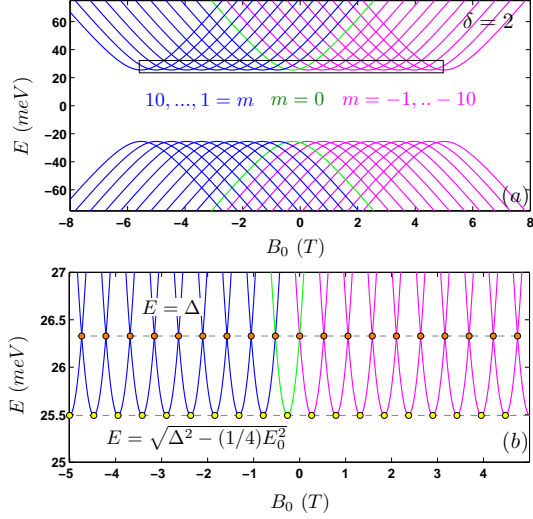 δ = 2
E (meV)
60
40
20
0
−20
−40
−60
10, ..., 1 = m   m = 0   m = −1, .. − 10
(a)
−8 −6 −4 −2 0 2 4 6 8
B₀ (T)
E (meV)
27
26.5
26
25.5
25
E = Δ
E = √(Δ² − (1/4)E₀²)
(b)
−5 −4 −3 −2 −1 0 1 2 3 4
B₀ (T)